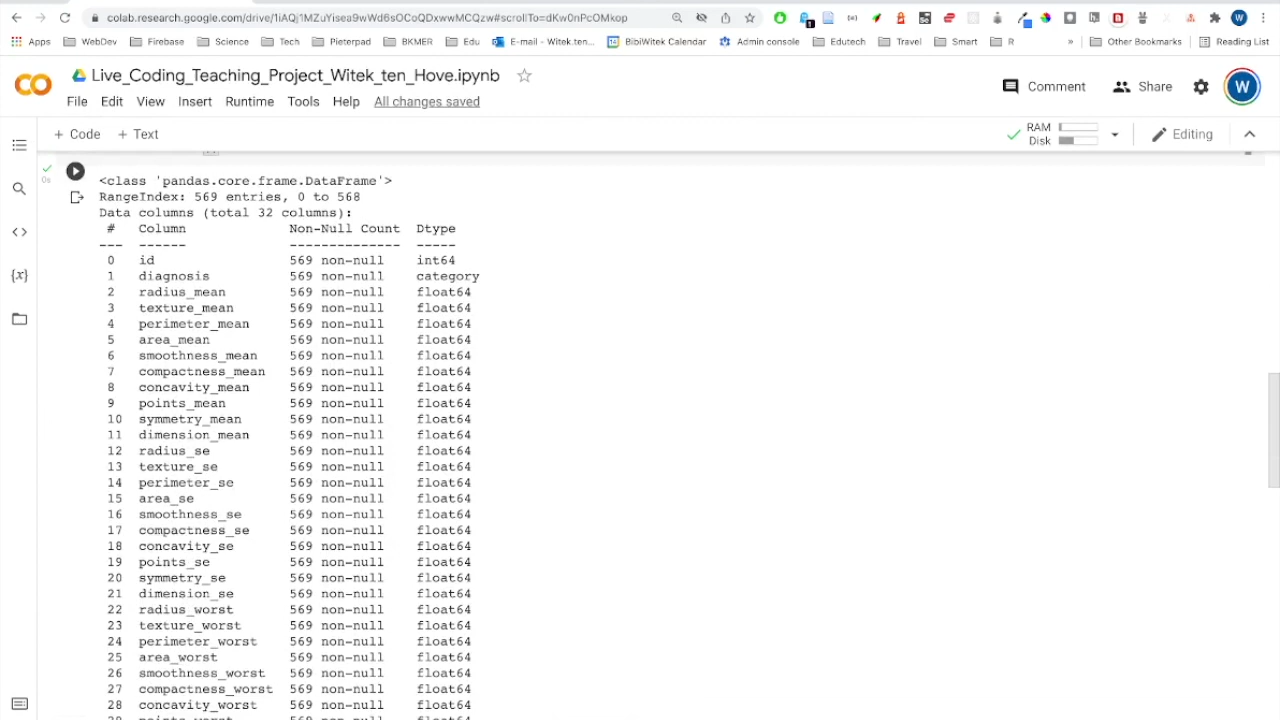 colab.research.google.com/drive/1iAQj1MZuYisea9wWd6sOCoQDxwwMCQzw#scrollTo=dKw0nPcOMkop
Apps WebDev Firebase Science Tech Pieterpad BKMER Edu E-mail - Witek.ten... BibiWitek Calendar Admin console Edutech Travel Smart R » Other Bookmarks Reading List
CO Live_Coding_Teaching_Project_Witek_ten_Hove.ipynb
Comment Share W
File Edit View Insert Runtime Tools Help All changes saved
+ Code + Text
RAM
Disk
Editing
0s
<class 'pandas.core.frame.DataFrame'>
RangeIndex: 569 entries, 0 to 568
Data columns (total 32 columns):
# Column Non-Null Count Dtype
--- ------ -------------- -----
0 id 569 non-null int64
1 diagnosis 569 non-null category
2 radius_mean 569 non-null float64
3 texture_mean 569 non-null float64
4 perimeter_mean 569 non-null float64
5 area_mean 569 non-null float64
6 smoothness_mean 569 non-null float64
7 compactness_mean 569 non-null float64
8 concavity_mean 569 non-null float64
9 points_mean 569 non-null float64
10 symmetry_mean 569 non-null float64
11 dimension_mean 569 non-null float64
12 radius_se 569 non-null float64
13 texture_se 569 non-null float64
14 perimeter_se 569 non-null float64
15 area_se 569 non-null float64
16 smoothness_se 569 non-null float64
17 compactness_se 569 non-null float64
18 concavity_se 569 non-null float64
19 points_se 569 non-null float64
20 symmetry_se 569 non-null float64
21 dimension_se 569 non-null float64
22 radius_worst 569 non-null float64
23 texture_worst 569 non-null float64
24 perimeter_worst 569 non-null float64
25 area_worst 569 non-null float64
26 smoothness_worst 569 non-null float64
27 compactness_worst 569 non-null float64
28 concavity_worst 569 non-null float64